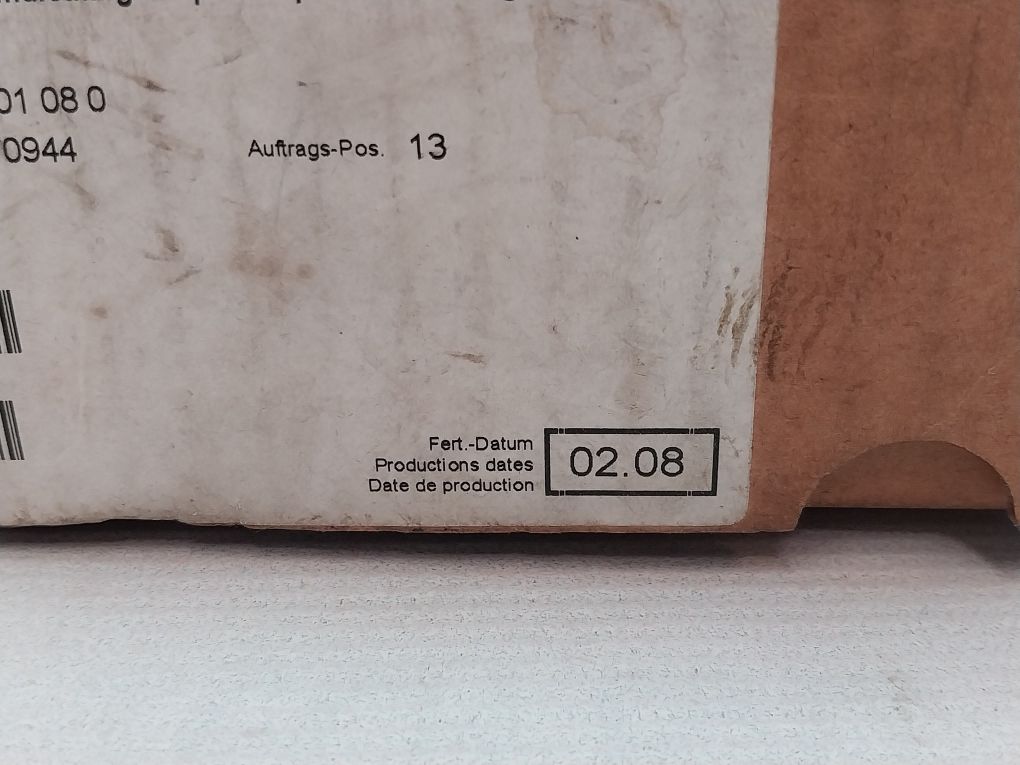 01 08 0
0944
Auftrags-Pos. 13
Fert.-Datum
Productions dates
Date de production
02.08